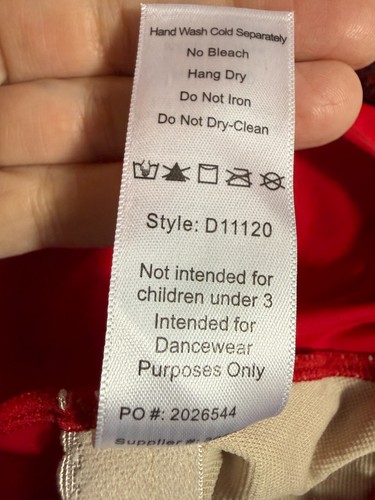 Hand Wash Cold Separately
No Bleach
Hang Dry
Do Not Iron
Do Not Dry-Clean
Style: D11120
Not intended for
children under 3
Intended for
Dancewear
Purposes Only
PO #: 2026544
Supplier #: